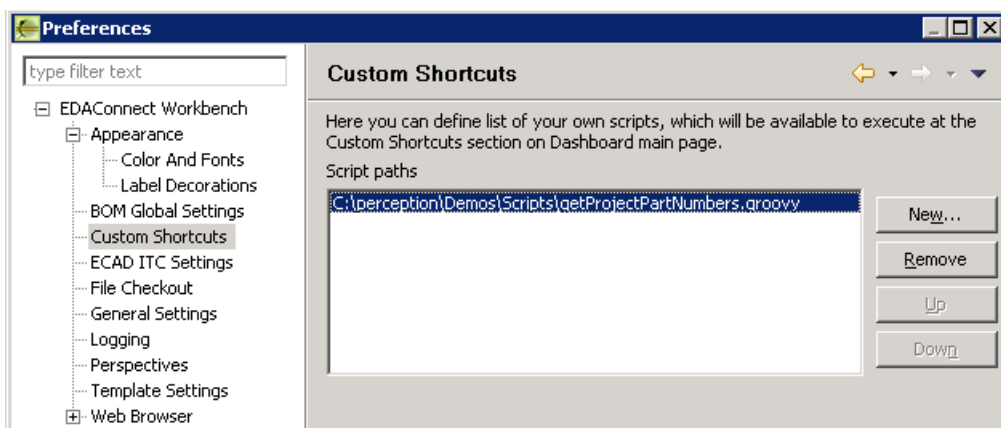 Preferences
type filter text
EDAConnect Workbench
Appearance
Color And Fonts
Label Decorations
BOM Global Settings
Custom Shortcuts
ECAD ITC Settings
File Checkout
General Settings
Logging
Perspectives
Template Settings
Web Browser
Custom Shortcuts
Here you can define list of your own scripts, which will be available to execute at the
Custom Shortcuts section on Dashboard main page.
Script paths
C:\perception\Demos\Scripts\getProjectPartNumbers.groovy
New...
Remove
Up
Down